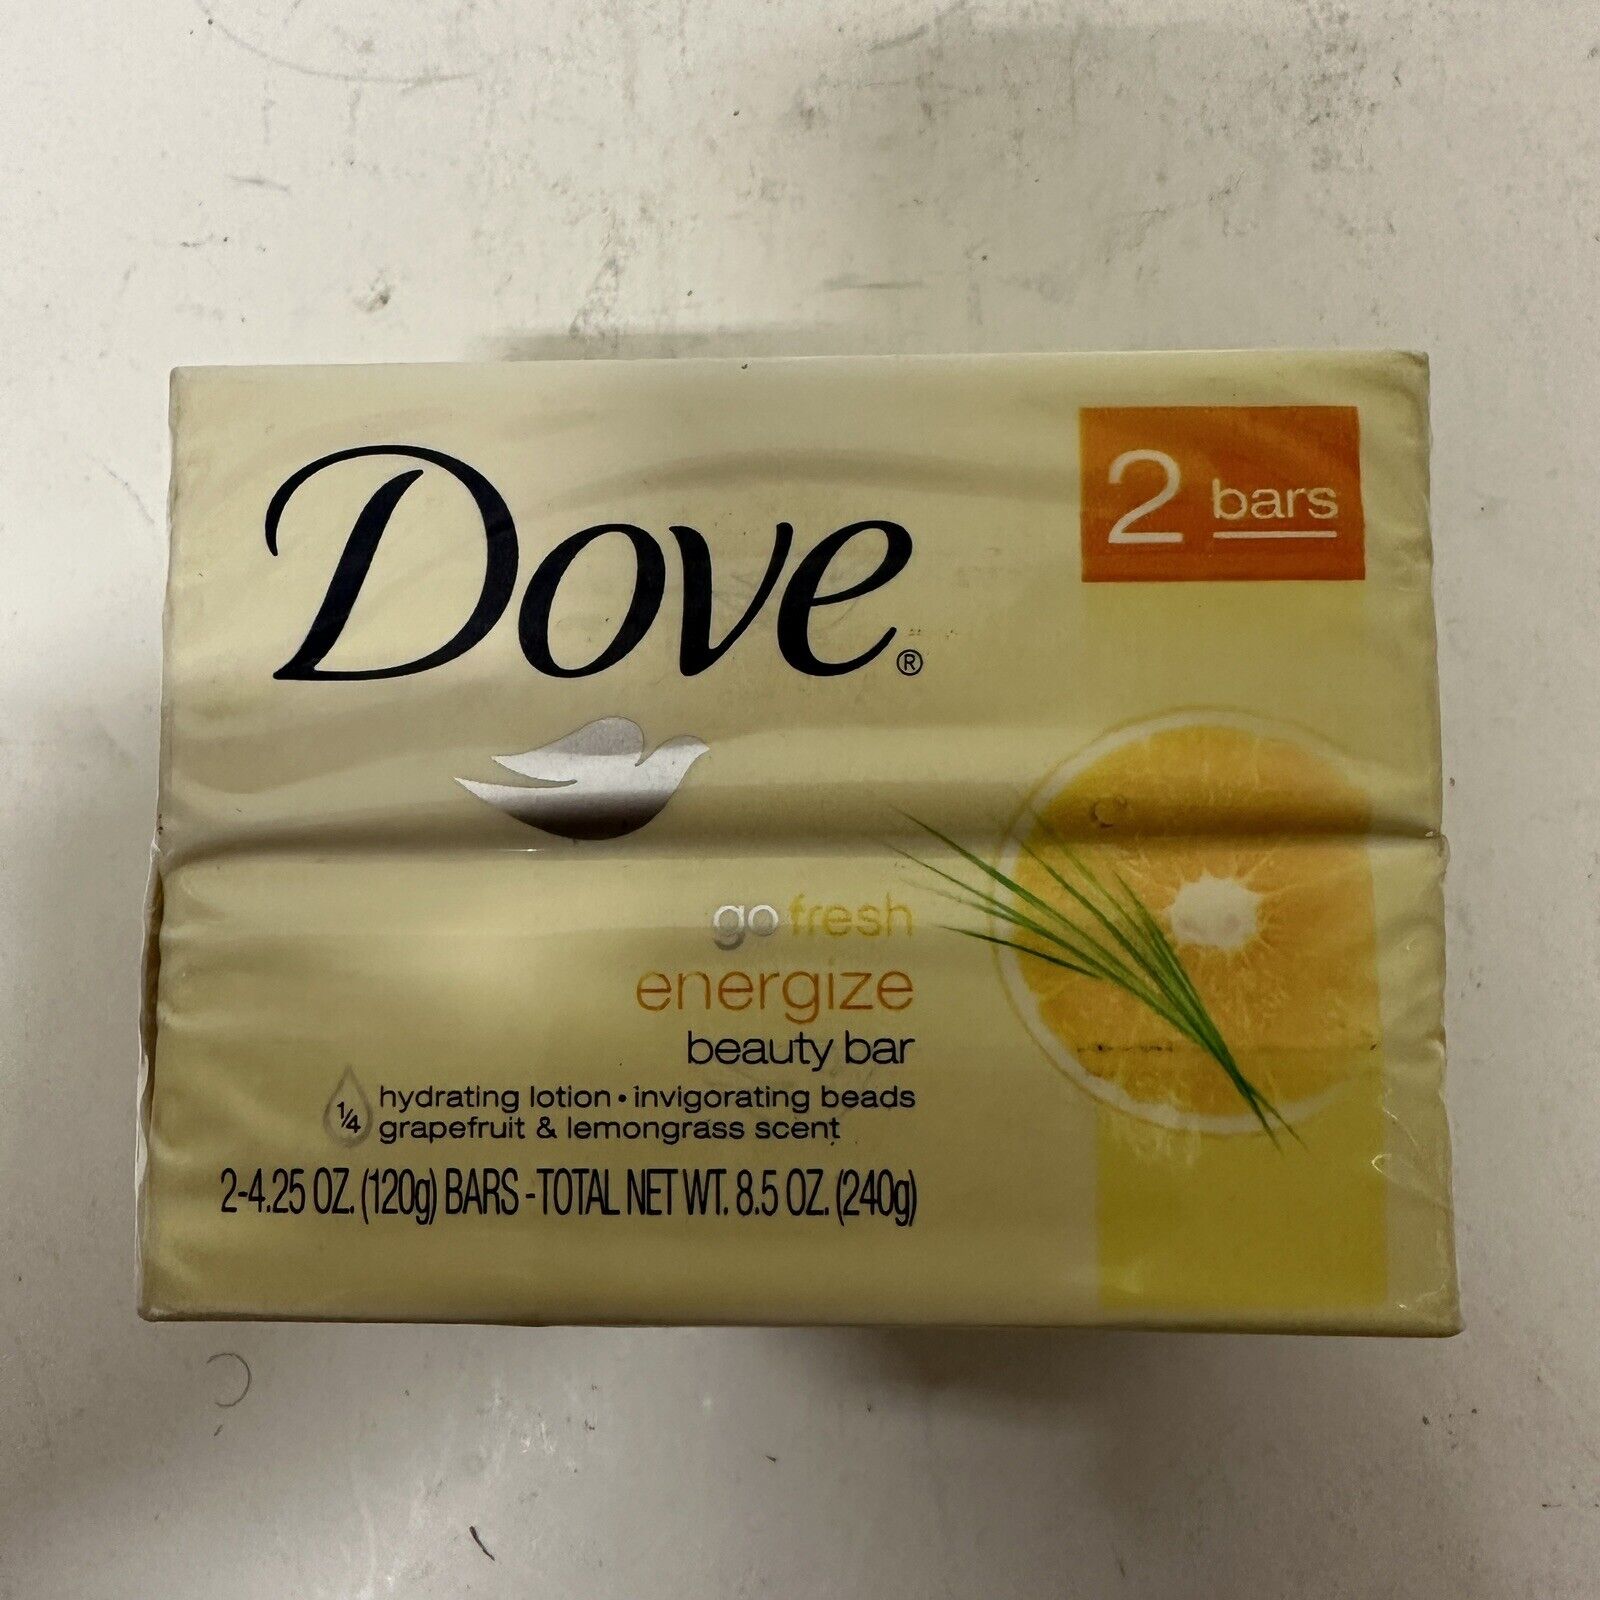 Dove®
2 bars
go fresh
energize
beauty bar
1/4
hydrating lotion • invigorating beads
grapefruit & lemongrass scent
2-4.25 OZ. (120g) BARS - TOTAL NET WT. 8.5 OZ. (240g)